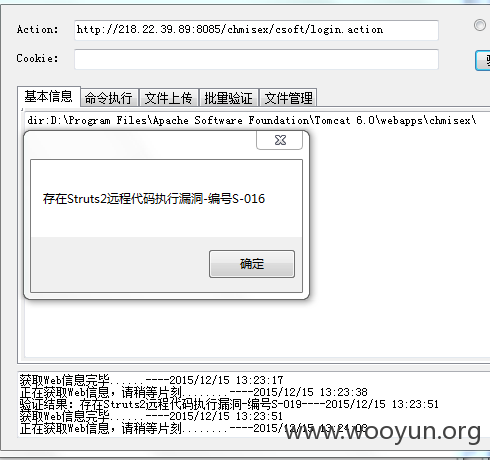 Action:
http://218.22.39.89:8085/chmisex/csoft/login.action
Cookie:
基本信息 命令执行 文件上传 批量验证 文件管理
dir:D:\Program Files\Apache Software Foundation\Tomcat 6.0\webapps\chmisex\
存在Struts2远程代码执行漏洞-编号S-016
确定
获取Web信息完毕......----2015/12/15 13:23:17
正在获取Web信息，请稍等片刻........----2015/12/15 13:23:38
验证结果: 存在Struts2远程代码执行漏洞-编号S-019----2015/12/15 13:23:51
获取Web信息完毕......----2015/12/15 13:23:51
正在获取Web信息，请稍等片刻........----2015/12/15
www.wooyun.org